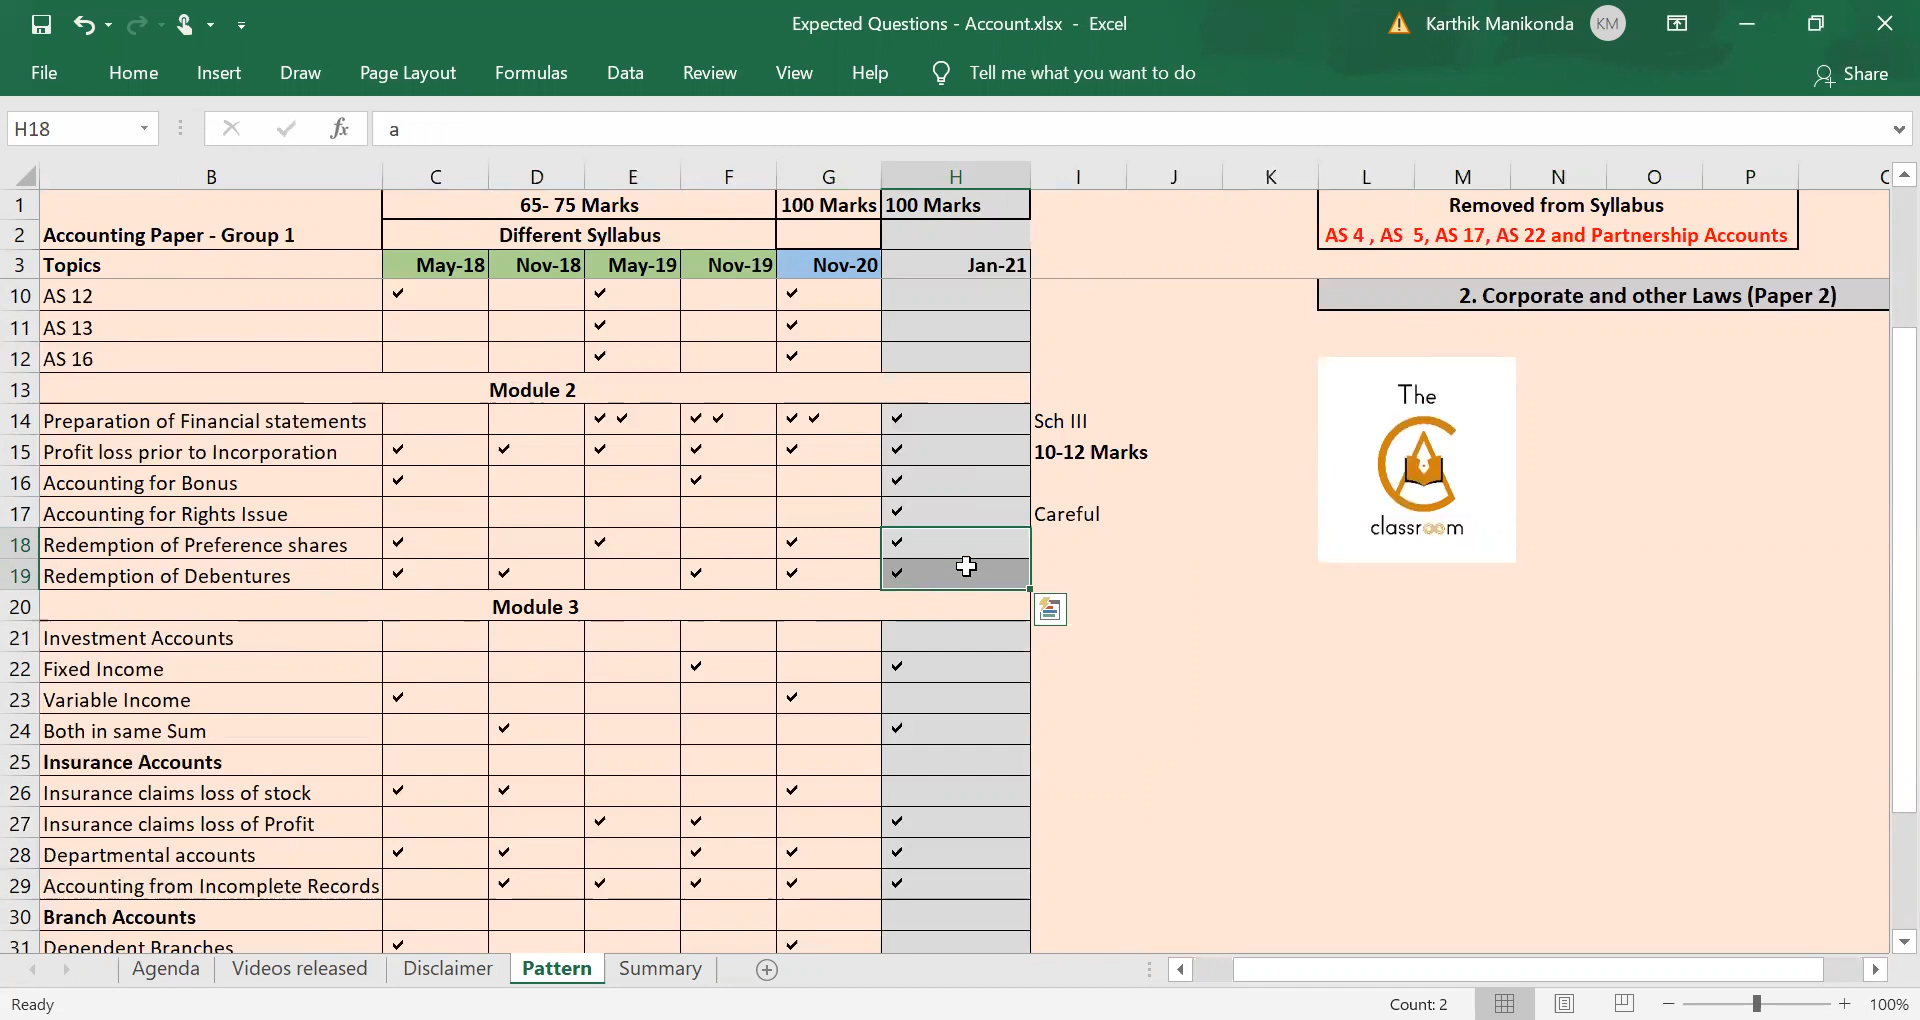 Expected Questions - Account.xlsx - Excel
Karthik Manikonda KM
File Home Insert Draw Page Layout Formulas Data Review View Help Tell me what you want to do Share
H18 fx a
B C D E F G H I J K L M N O P
1 65- 75 Marks 100 Marks 100 Marks Removed from Syllabus
2 Accounting Paper - Group 1 Different Syllabus AS 4 , AS 5, AS 17, AS 22 and Partnership Accounts
3 Topics May-18 Nov-18 May-19 Nov-19 Nov-20 Jan-21
10 AS 12 ✓ ✓ ✓ 2. Corporate and other Laws (Paper 2)
11 AS 13 ✓ ✓
12 AS 16 ✓ ✓
13 Module 2
14 Preparation of Financial statements ✓ ✓ ✓ ✓ ✓ ✓ ✓ Sch III
15 Profit loss prior to Incorporation ✓ ✓ ✓ ✓ ✓ ✓ 10-12 Marks
16 Accounting for Bonus ✓ ✓ ✓
17 Accounting for Rights Issue ✓ Careful
18 Redemption of Preference shares ✓ ✓ ✓ ✓
19 Redemption of Debentures ✓ ✓ ✓ ✓ ✓
The
classroom
20 Module 3
21 Investment Accounts
22 Fixed Income ✓ ✓
23 Variable Income ✓ ✓
24 Both in same Sum ✓ ✓
25 Insurance Accounts
26 Insurance claims loss of stock ✓ ✓ ✓
27 Insurance claims loss of Profit ✓ ✓ ✓
28 Departmental accounts ✓ ✓ ✓ ✓ ✓
29 Accounting from Incomplete Records ✓ ✓ ✓ ✓ ✓
30 Branch Accounts
31 Dependent Branches ✓ ✓
Agenda Videos released Disclaimer Pattern Summary
Ready Count: 2 100%